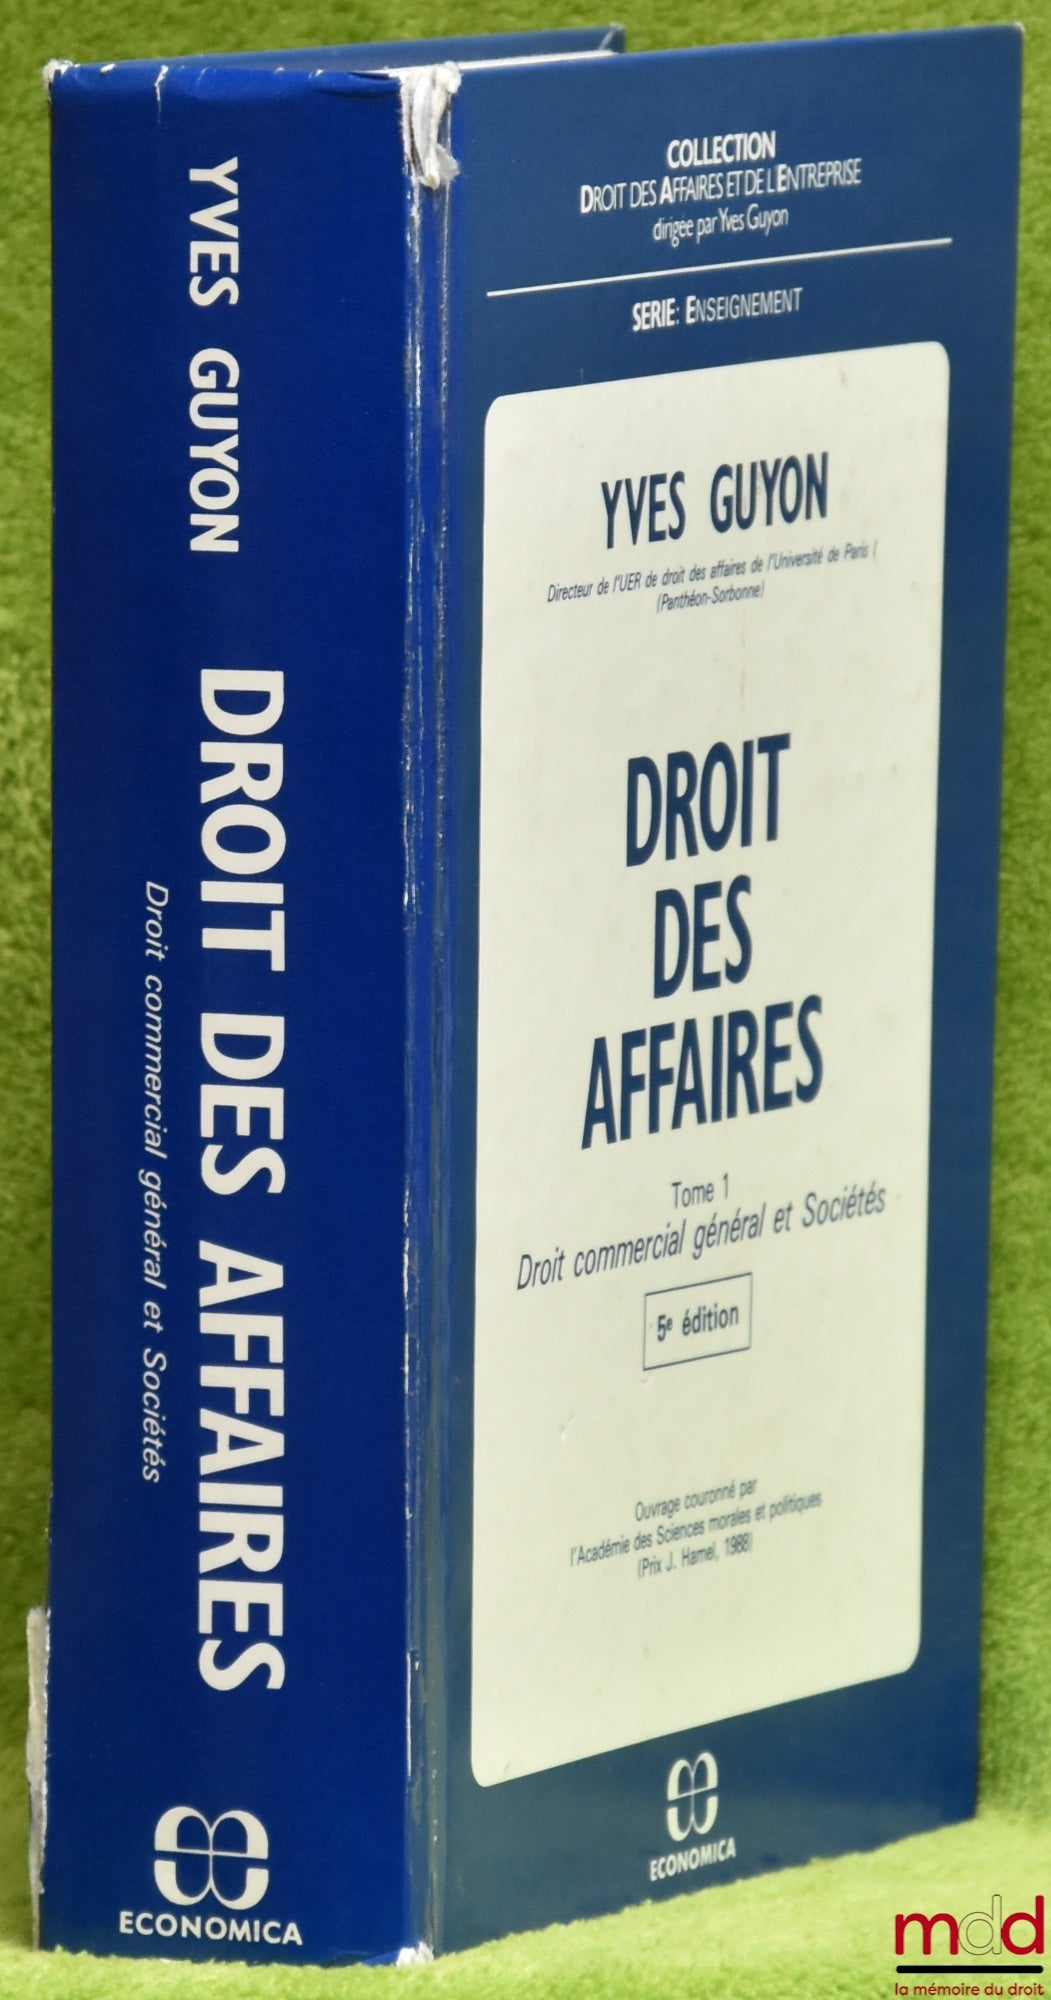 YVES GUYON
DROIT DES AFFAIRES
Droit commercial général et Sociétés
ECONOMICA
COLLECTION
DROIT DES AFFAIRES ET DE L'ENTREPRISE
dirigée par Yves Guyon
SERIE: ENSEIGNEMENT
YVES GUYON
Directeur de l'UER de droit des affaires de l'Université de Paris I
(Panthéon-Sorbonne)
DROIT
DES
AFFAIRES
Tome 1
Droit commercial général et Sociétés
5e édition
Ouvrage couronné par
l'Académie des Sciences morales et politiques
(Prix J. Hamel, 1988)
ECONOMICA
mdd
la mémoire du droit